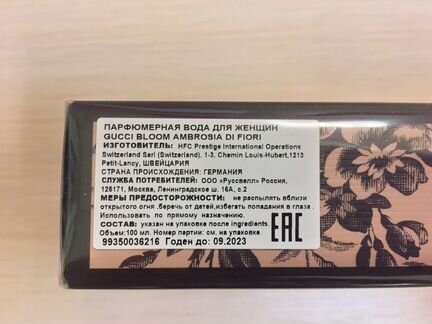 ПАРФЮМЕРНАЯ ВОДА ДЛЯ ЖЕНЩИН
GUCCI BLOOM AMBROSIA DI FIORI
ИЗГОТОВИТЕЛЬ: HFC Prestige International Operations
Switzerland Sarl (Switzerland), 1-3, Chemin Louis-Hubert,1213
Petit-Lancy, ШВЕЙЦАРИЯ
СТРАНА ПРОИСХОЖДЕНИЯ: ГЕРМАНИЯ
СЛУЖБА ПОТРЕБИТЕЛЕЙ: ООО «Руссвапл» Россия,
125171, Москва, Ленинградское ш. 16А, с.2
МЕРЫ ПРЕДОСТОРОЖНОСТИ: не распылять вблизи
открытого огня .беречь от детей,избегать попадания в глаза .
Использовать по прямому назначению.
СОСТАВ: указан на упаковке после ingredients.
Объем:100 мл. Номер партии: см. на упаковке.
99350036216 Годен до: 09.2023
EAC